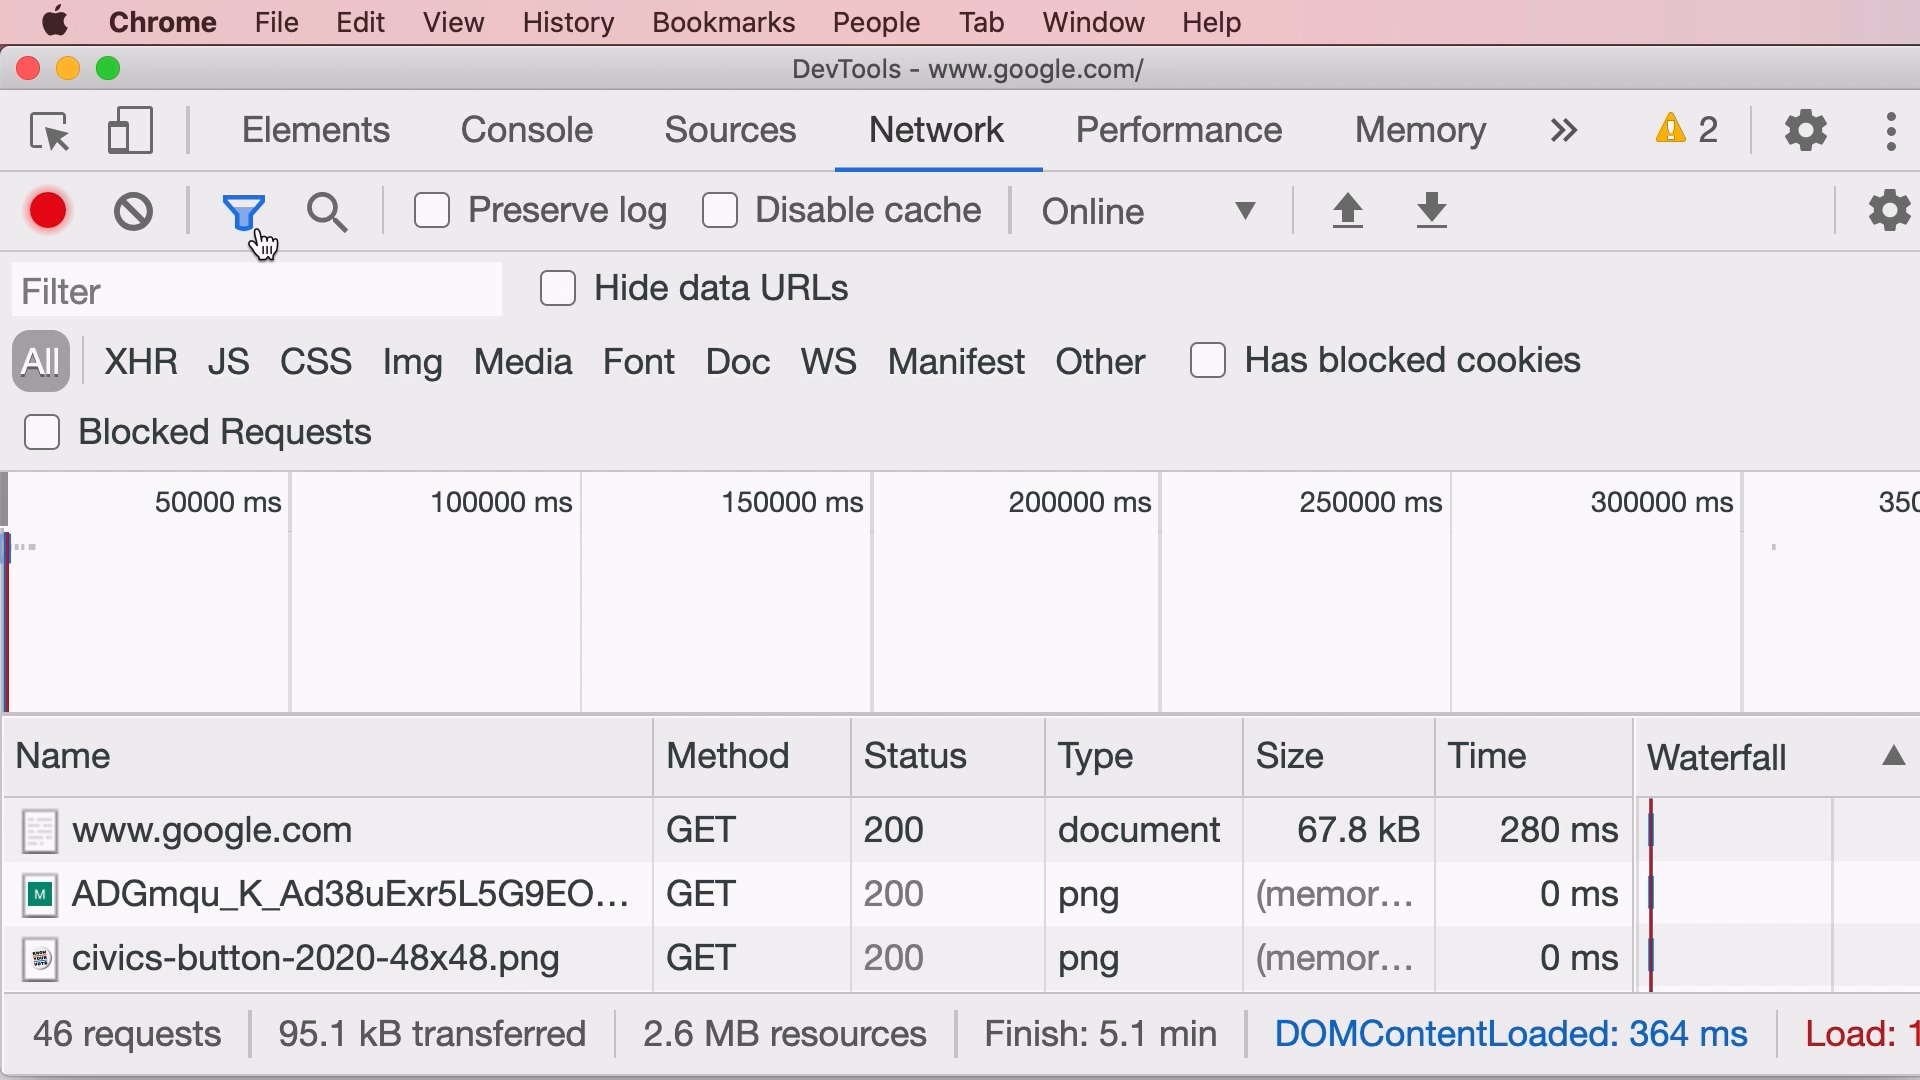 Chrome File Edit View History Bookmarks People Tab Window Help
DevTools - www.google.com/
Elements Console Sources Network Performance Memory » 2
Preserve log Disable cache Online
Filter Hide data URLs
All XHR JS CSS Img Media Font Doc WS Manifest Other Has blocked cookies
Blocked Requests
50000 ms 100000 ms 150000 ms 200000 ms 250000 ms 300000 ms 350
Name Method Status Type Size Time Waterfall
www.google.com GET 200 document 67.8 kB 280 ms
M ADGmqu_K_Ad38uExr5L5G9EO... GET 200 png (memor... 0 ms
civics-button-2020-48x48.png GET 200 png (memor... 0 ms
46 requests 95.1 kB transferred 2.6 MB resources Finish: 5.1 min DOMContentLoaded: 364 ms Load: 1